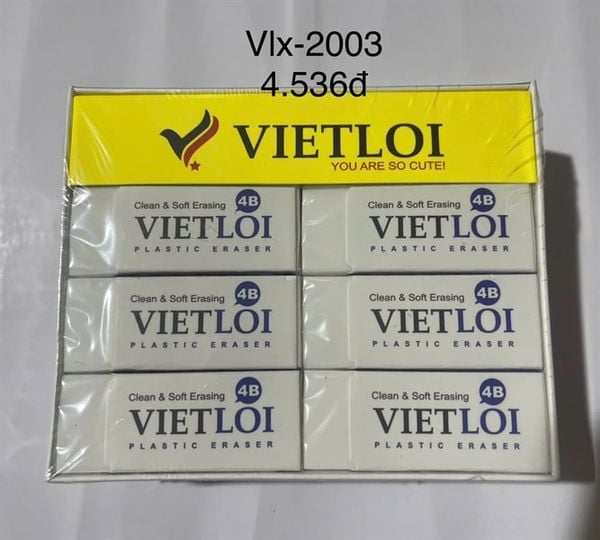 Vlx-2003
4.536đ
VIETLOI
YOU ARE SO CUTE!
Clean & Soft Erasing 4B
VIETLOI
PLASTIC ERASER
Clean & Soft Erasing 4B
VIETLOI
PLASTIC ERASER
Clean & Soft Erasing 4B
VIETLOI
PLASTIC ERASER
Clean & Soft Erasing 4B
VIETLOI
PLASTIC ERASER
Clean & Soft Erasing 4B
VIETLOI
PLASTIC ERASER
Clean & Soft Erasing 4B
VIETLOI
PLASTIC ERASER